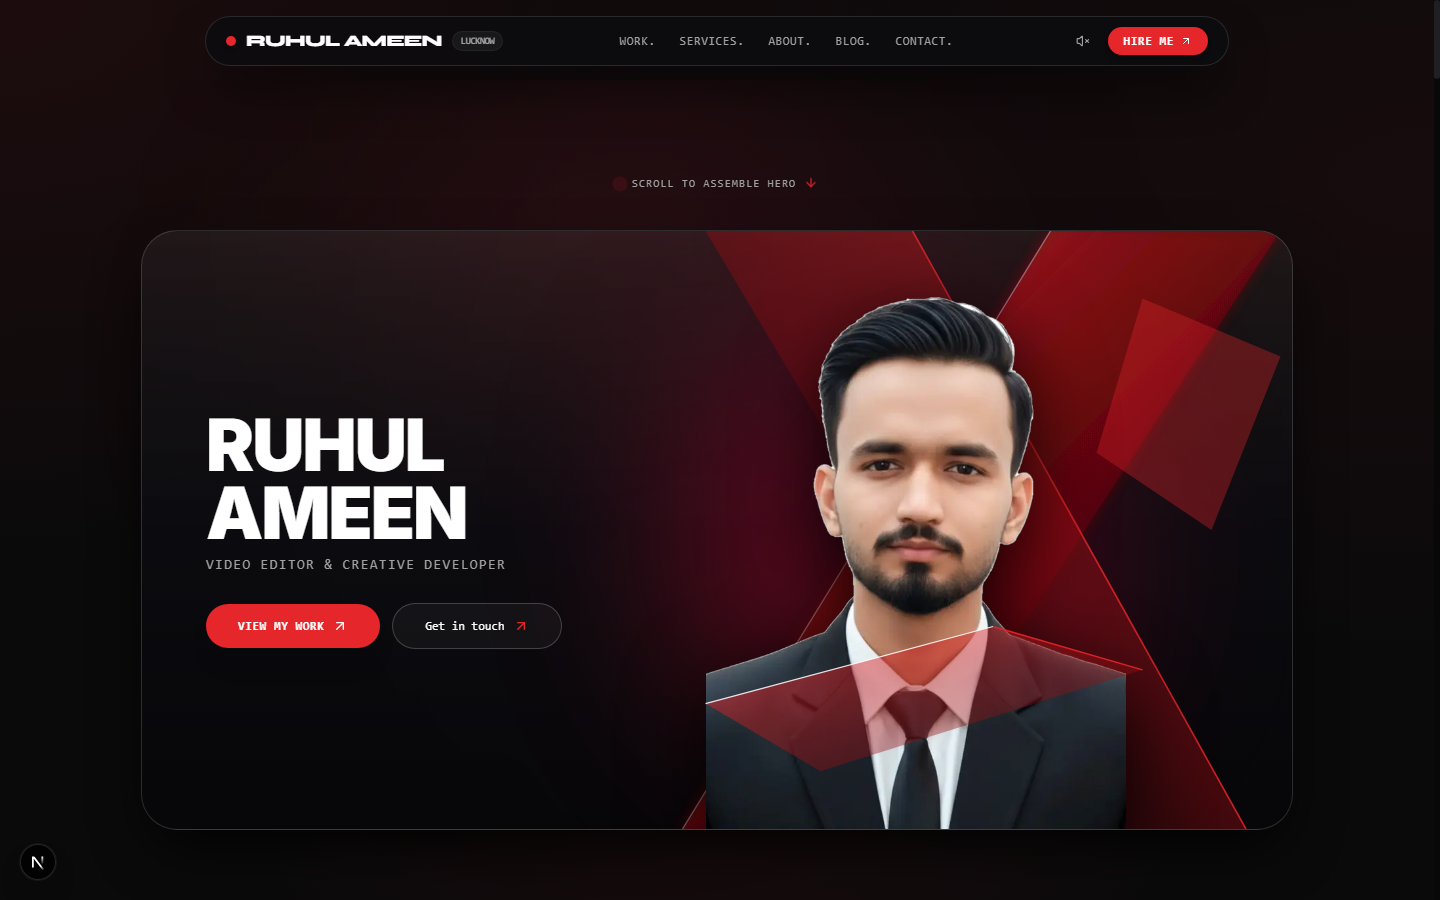 RUHUL AMEEN LUCKNOW WORK. SERVICES. ABOUT. BLOG. CONTACT. HIRE ME
SCROLL TO ASSEMBLE HERO
RUHUL
AMEEN
VIDEO EDITOR & CREATIVE DEVELOPER
VIEW MY WORK Get in touch
N